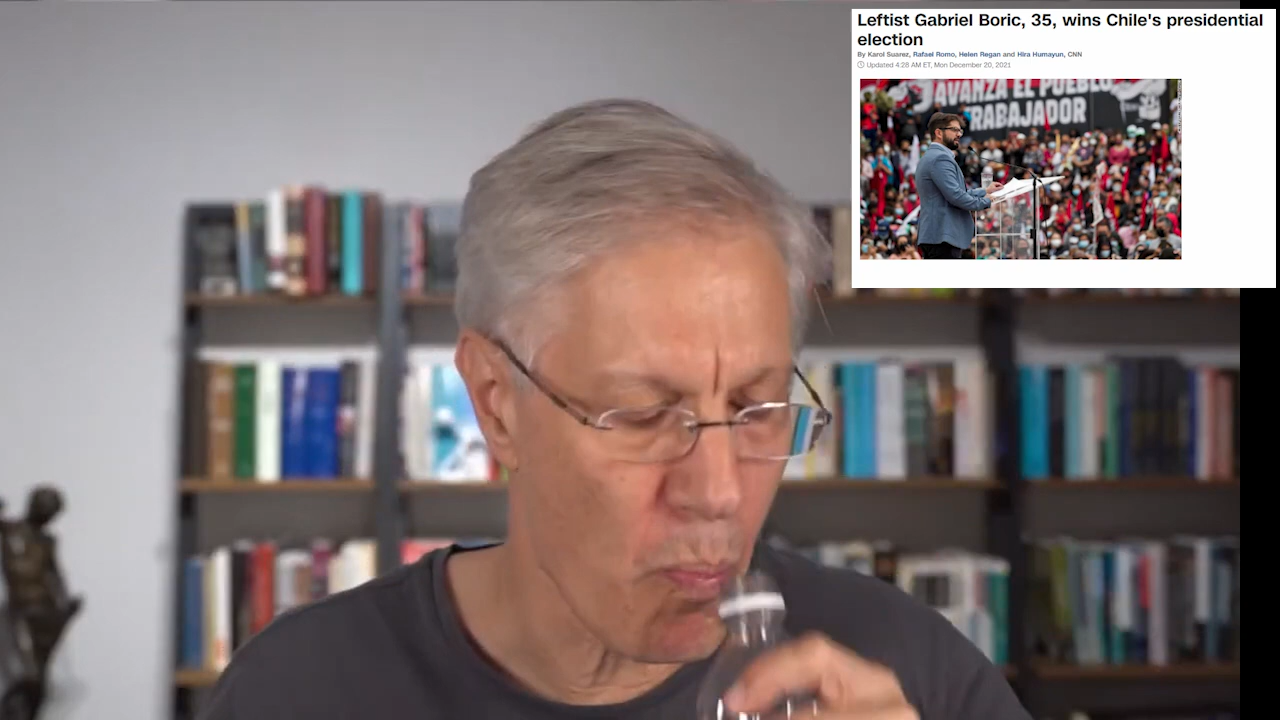 Leftist Gabriel Boric, 35, wins Chile's presidential
election
By Karol Suarez, Rafael Romo, Helen Regan and Hira Humayun, CNN
Updated 4:28 AM ET, Mon December 20, 2021
AVANZA EL PUEBLO
TRABAJADOR